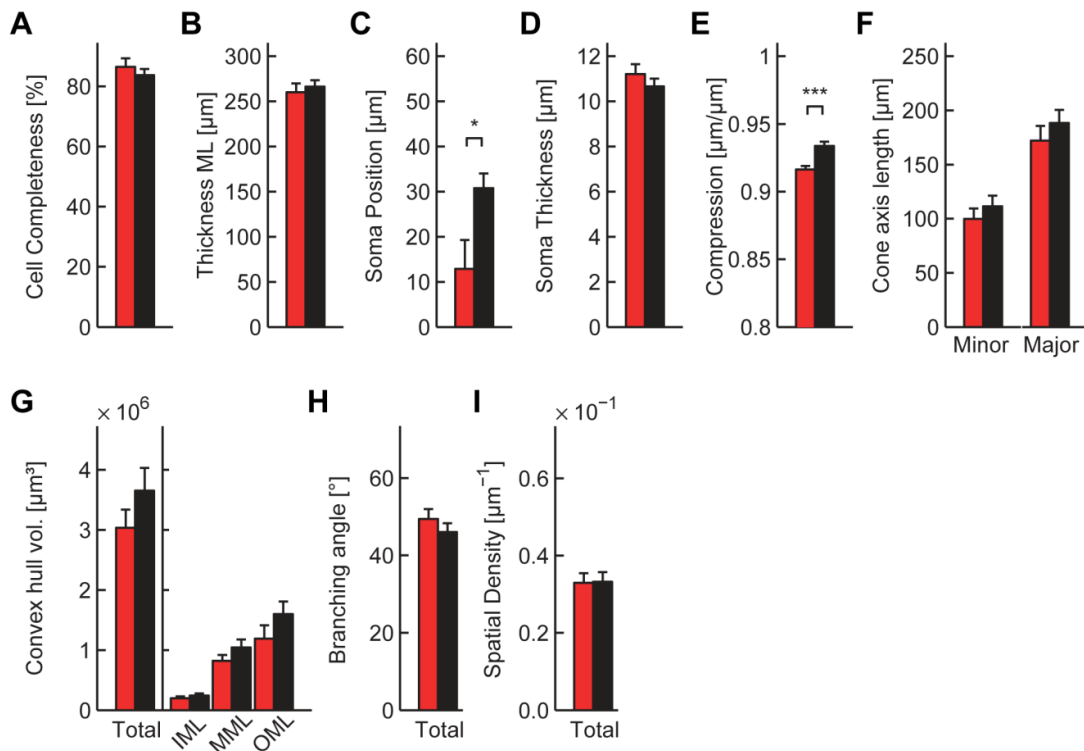 A
Cell Completeness [%]
80
60
40
20
0
B
Thickness ML [µm]
300
250
200
150
100
50
0
C
Soma Position [µm]
60
50
40
30
20
10
0
*
D
Soma Thickness [µm]
12
10
8
6
4
2
0
E
Compression [µm/µm]
1
0.95
0.9
0.85
0.8
***
F
Cone axis length [µm]
250
200
150
100
50
0
Minor Major
G
× 10⁶
Convex hull vol. [µm³]
4
3
2
1
0
Total
IML
MML
OML
H
Branching angle [°]
60
40
20
0
Total
I
× 10⁻¹
Spatial Density [µm⁻¹]
0.6
0.4
0.2
0.0
Total